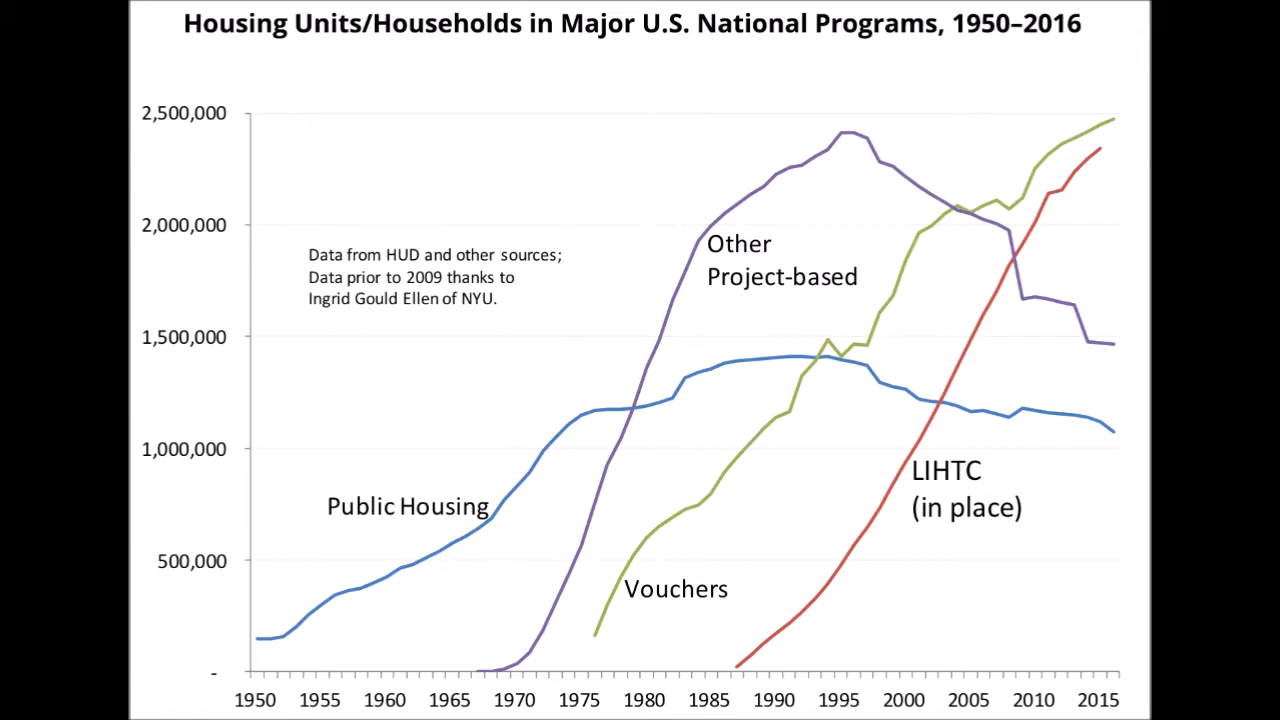 Housing Units/Households in Major U.S. National Programs, 1950–2016
2,500,000
2,000,000
1,500,000
1,000,000
500,000
-
Data from HUD and other sources;
Data prior to 2009 thanks to
Ingrid Gould Ellen of NYU.
Other
Project-based
Public Housing
Vouchers
LIHTC
(in place)
1950 1955 1960 1965 1970 1975 1980 1985 1990 1995 2000 2005 2010 2015